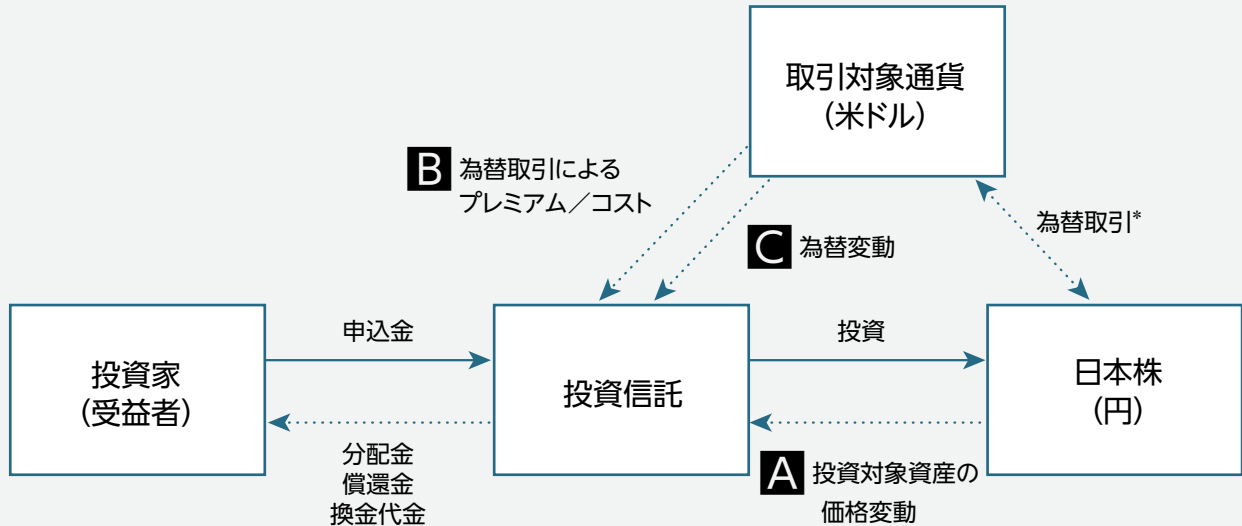 取引対象通貨
(米ドル)
B 為替取引による
プレミアム/コスト
C 為替変動
為替取引*
投資家
(受益者)
申込金
分配金
償還金
換金代金
投資信託
投資
A 投資対象資産の
価格変動
日本株
(円)